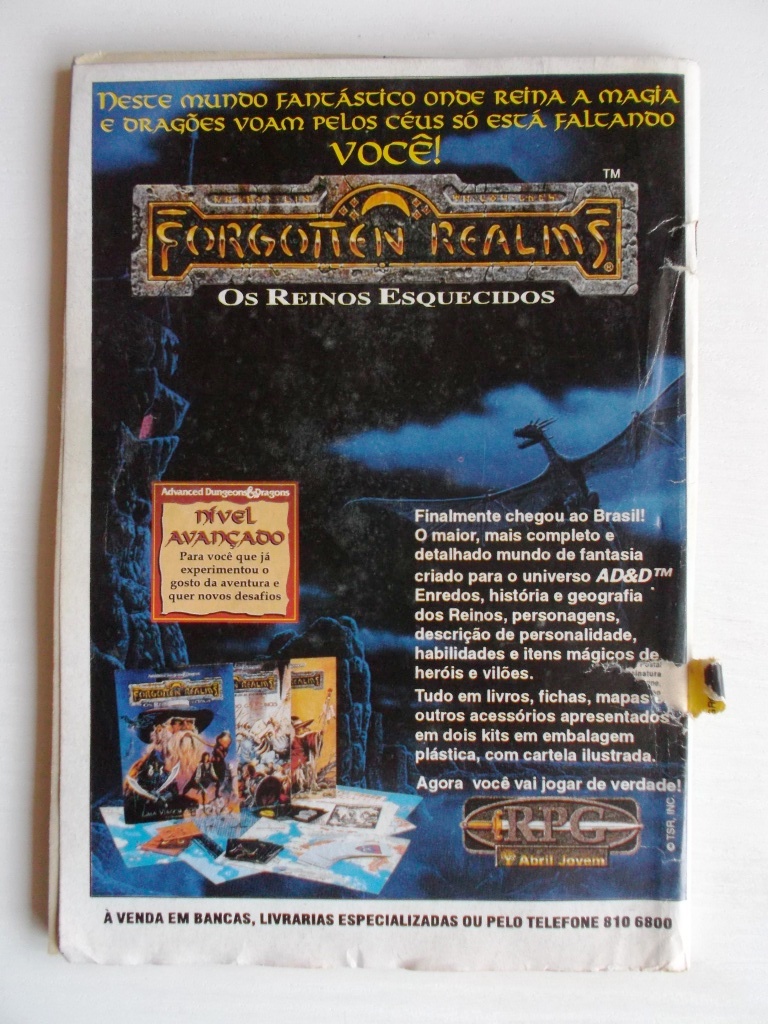 Neste mundo fantástico onde reina a magia
e dragões voam pelos céus só está faltando
VOCÊ!
TM
FORGOTTEN REALMS
®
OS REINOS ESQUECIDOS
Advanced Dungeons & Dragons
NÍVEL
AVANÇADO
Para você que já
experimentou o
gosto da aventura e
quer novos desafios
Finalmente chegou ao Brasil!
O maior, mais completo e
detalhado mundo de fantasia
criado para o universo AD&D™
Enredos, história e geografia
dos Reinos, personagens,
descrição de personalidade,
habilidades e itens mágicos de
heróis e vilões.
Tudo em livros, fichas, mapas
outros acessórios apresentados
em dois kits em embalagem
plástica, com cartela ilustrada.
Agora você vai jogar de verdade!
FORGOTTEN REALMS
RPG
Abril Jovem
© TSR, INC.
À VENDA EM BANCAS, LIVRARIAS ESPECIALIZADAS OU PELO TELEFONE 810 6800